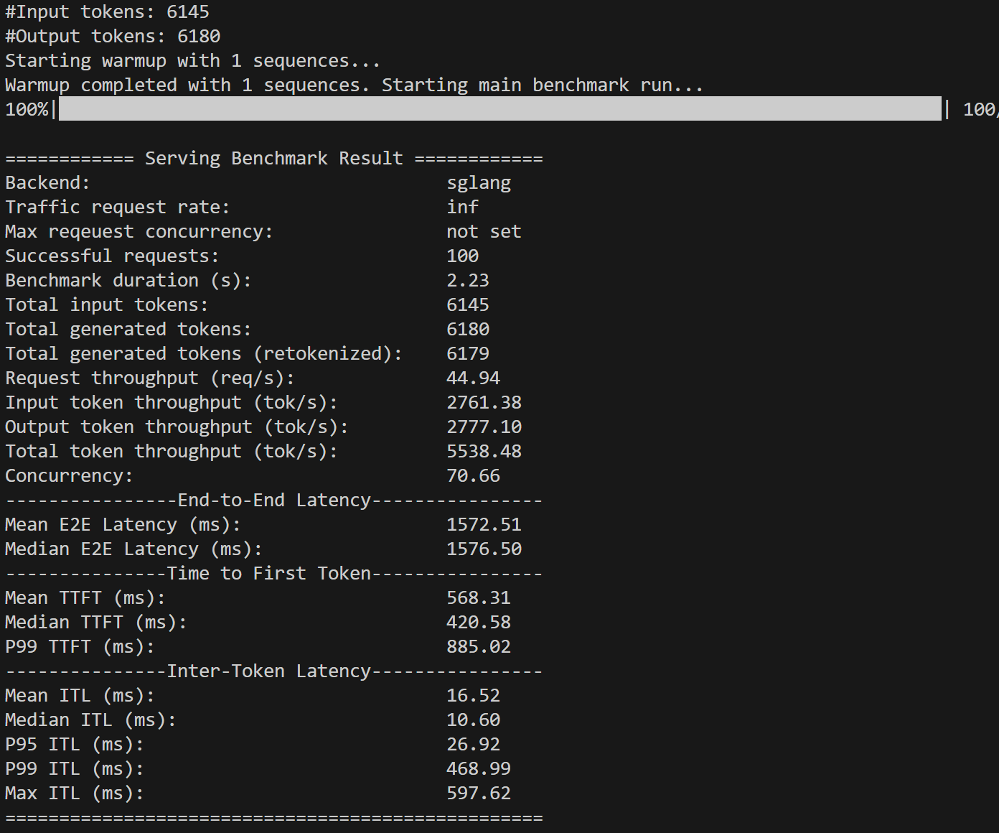 #Input tokens: 6145
#Output tokens: 6180
Starting warmup with 1 sequences...
Warmup completed with 1 sequences. Starting main benchmark run...
100%| | 100/
============ Serving Benchmark Result ============
Backend: sglang
Traffic request rate: inf
Max reqeuest concurrency: not set
Successful requests: 100
Benchmark duration (s): 2.23
Total input tokens: 6145
Total generated tokens: 6180
Total generated tokens (retokenized): 6179
Request throughput (req/s): 44.94
Input token throughput (tok/s): 2761.38
Output token throughput (tok/s): 2777.10
Total token throughput (tok/s): 5538.48
Concurrency: 70.66
----------------End-to-End Latency----------------
Mean E2E Latency (ms): 1572.51
Median E2E Latency (ms): 1576.50
---------------Time to First Token----------------
Mean TTFT (ms): 568.31
Median TTFT (ms): 420.58
P99 TTFT (ms): 885.02
---------------Inter-Token Latency----------------
Mean ITL (ms): 16.52
Median ITL (ms): 10.60
P95 ITL (ms): 26.92
P99 ITL (ms): 468.99
Max ITL (ms): 597.62
==================================================